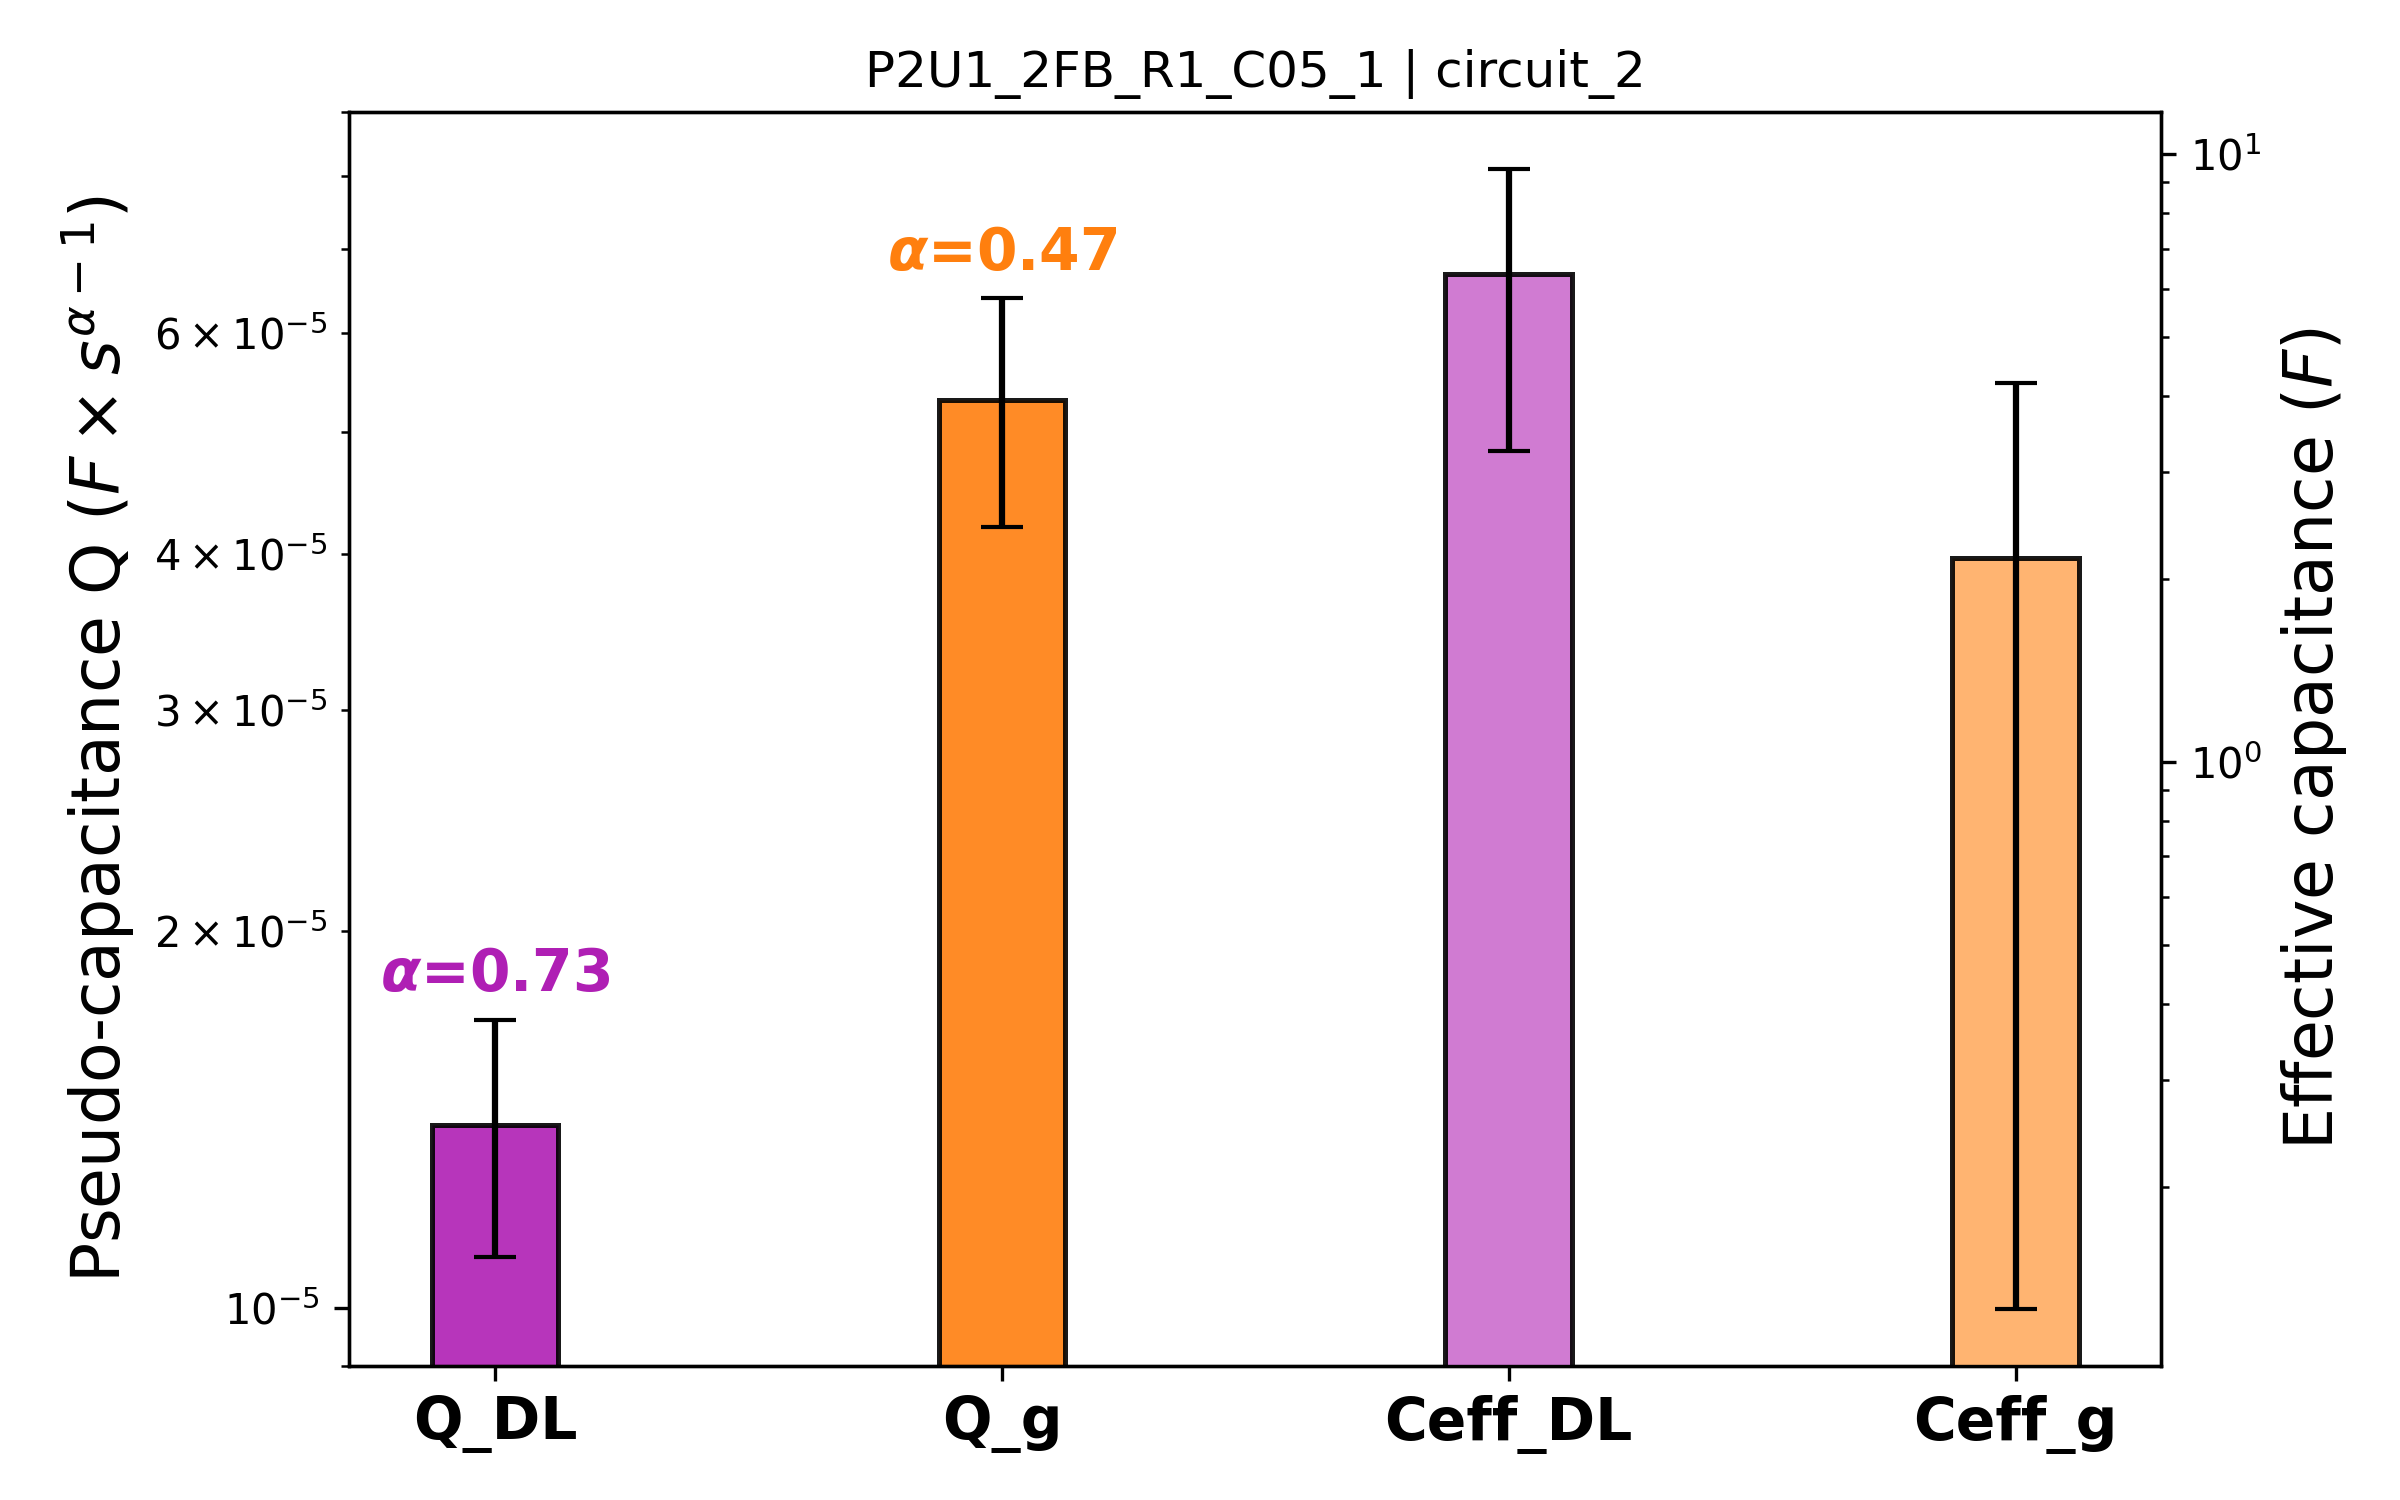 P2U1_2FB_R1_C05_1 | circuit_2
Pseudo-capacitance Q (F × s^{α − 1})
6 × 10⁻⁵
4 × 10⁻⁵
3 × 10⁻⁵
2 × 10⁻⁵
10⁻⁵
α=0.73
α=0.47
10¹
10⁰
Effective capacitance (F)
Q_DL
Q_g
Ceff_DL
Ceff_g